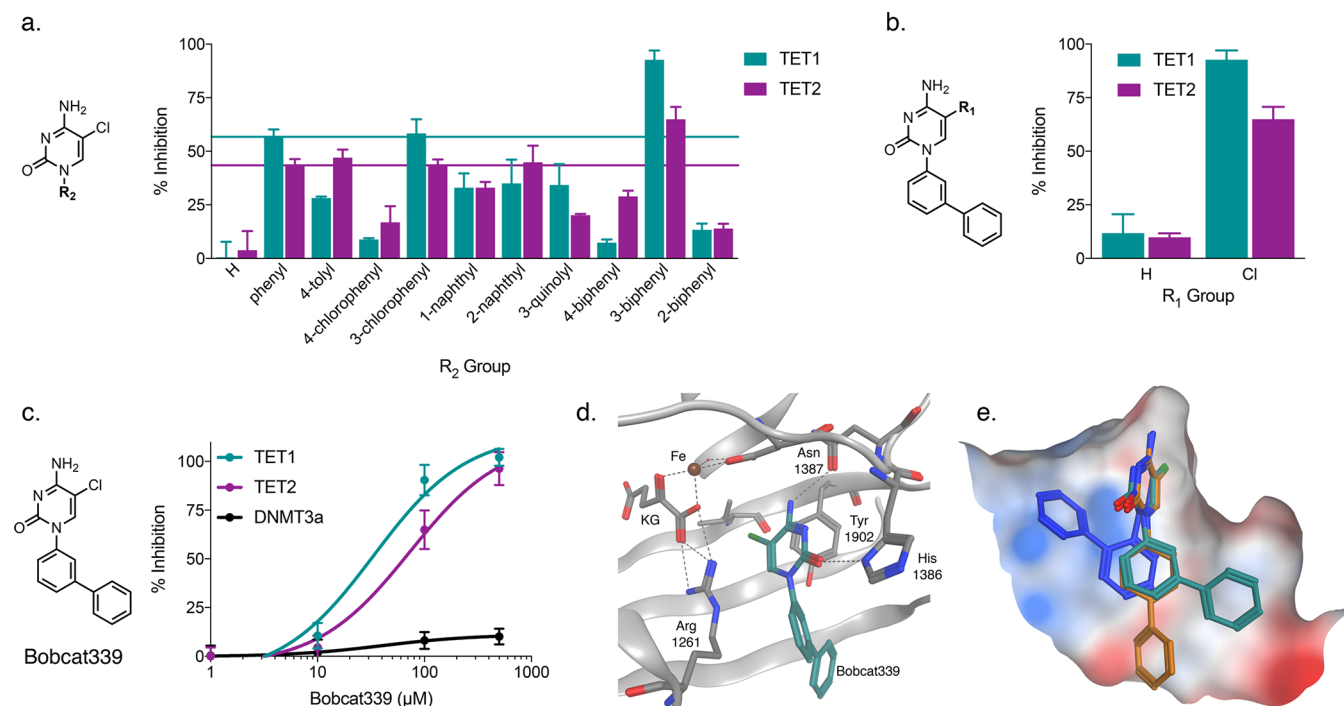 a.
NH2
N
Cl
O
N
R2
% Inhibition
100
75
50
25
0
TET1
TET2
H
phenyl
4-tolyl
4-chlorophenyl
3-chlorophenyl
1-naphthyl
2-naphthyl
3-quinolyl
4-biphenyl
3-biphenyl
2-biphenyl
R2 Group
b.
NH2
N
R1
O
N
% Inhibition
100
75
50
25
0
TET1
TET2
H
Cl
R1 Group
c.
NH2
N
Cl
O
N
Bobcat339
% Inhibition
100
75
50
25
0
TET1
TET2
DNMT3a
1
10
100
1000
Bobcat339 (µM)
d.
Fe
Asn
1387
KG
Tyr
1902
His
1386
Arg
1261
Bobcat339
e.